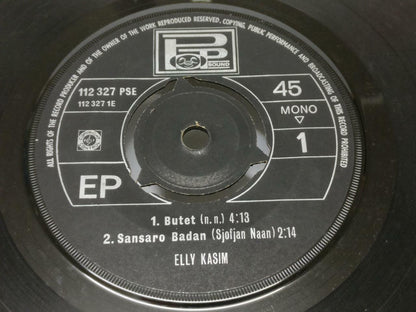 ALL RIGHTS OF THE RECORD PRODUCER AND OF THE OWNER OF THE WORK REPRODUCED RESERVED. COPYING, PUBLIC PERFORMANCE AND BROADCASTING OF THIS RECORD PROHIBITED
SOUND
112 327 PSE
112 327 1E
45
MONO
1
EP
1. Butet (n.n.) 4:13
2. Sansaro Badan (Sjofjan Naan) 2:14
ELLY KASIM